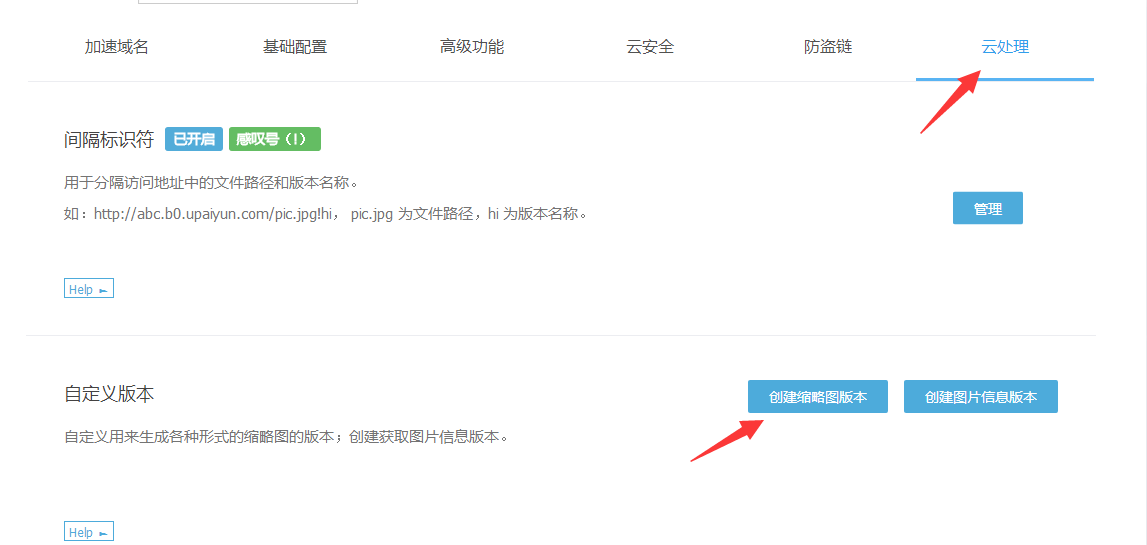 加速域名 基础配置 高级功能 云安全 防盗链 云处理
间隔标识符 已开启 感叹号（!）
用于分隔访问地址中的文件路径和版本名称。
如：http://abc.b0.upaiyun.com/pic.jpg!hi， pic.jpg 为文件路径，hi 为版本名称。
管理
Help ►
自定义版本 创建缩略图版本 创建图片信息版本
自定义用来生成各种形式的缩略图的版本；创建获取图片信息版本。
Help ►